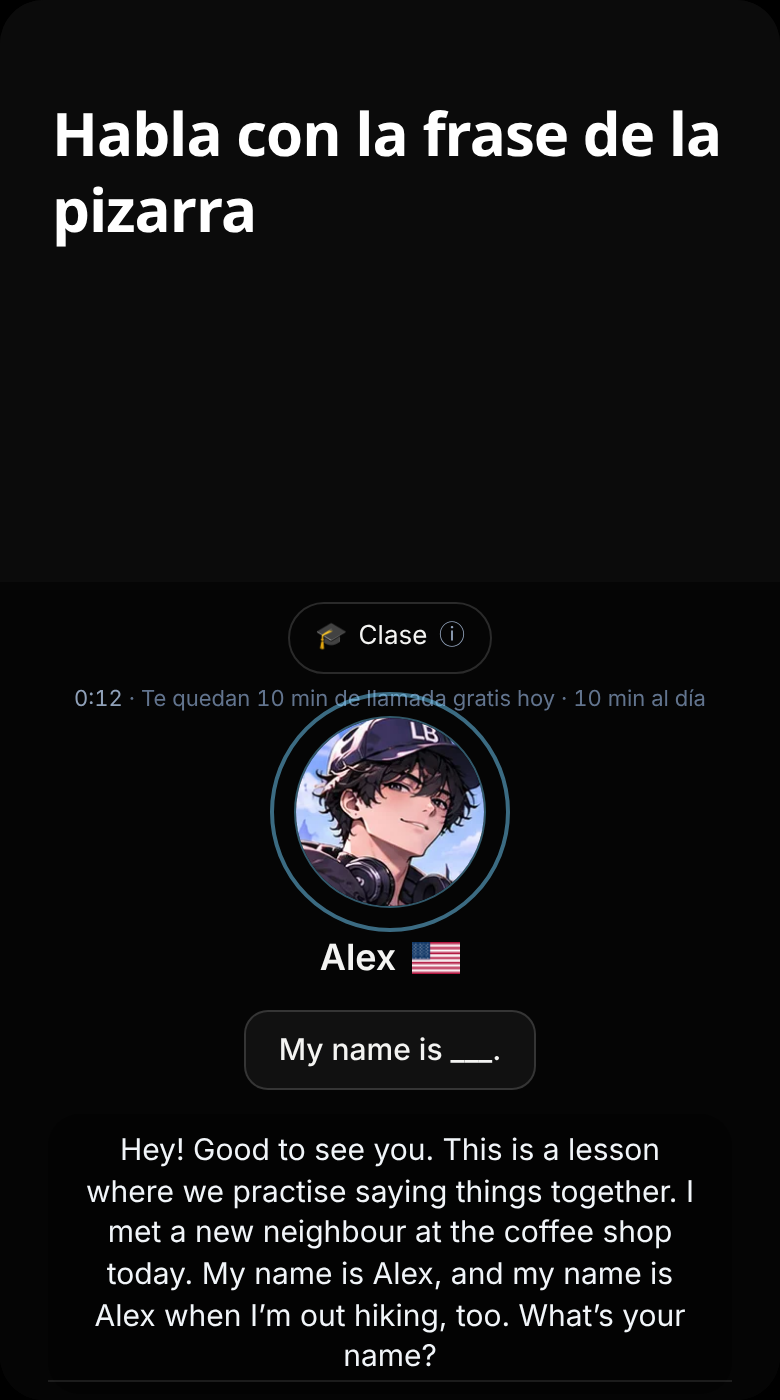 Habla con la frase de la
pizarra
🎓 Clase ⓘ
0:12 · Te quedan 10 min de llamada gratis hoy · 10 min al día
LB
Alex 🇺🇸
My name is ___.
Hey! Good to see you. This is a lesson
where we practise saying things together. I
met a new neighbour at the coffee shop
today. My name is Alex, and my name is
Alex when I’m out hiking, too. What’s your
name?